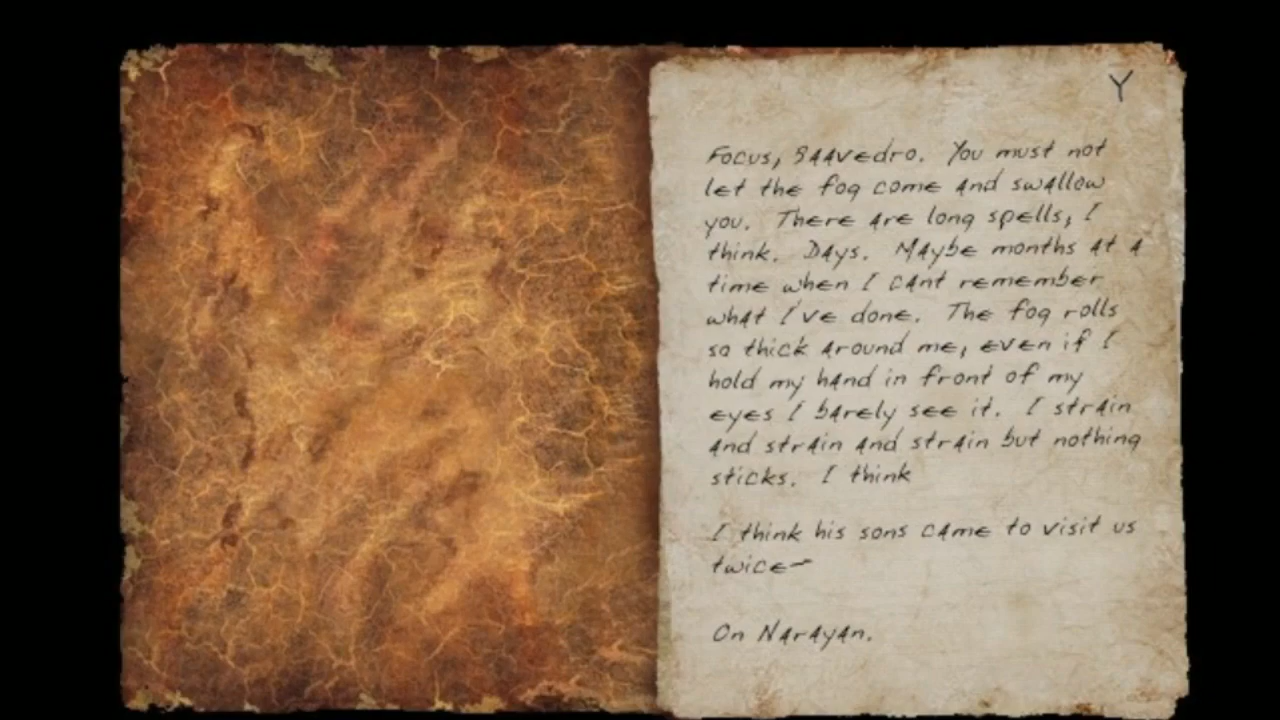 Y
Focus, Saavedro. You must not
let the fog come and swallow
you. There are long spells, I
think. Days. Maybe months at a
time when I cant remember
what I've done. The fog rolls
so thick around me, even if I
hold my hand in front of my
eyes I barely see it. I strain
and strain and strain but nothing
sticks. I think
I think his sons came to visit us
twice—
On Narayan.